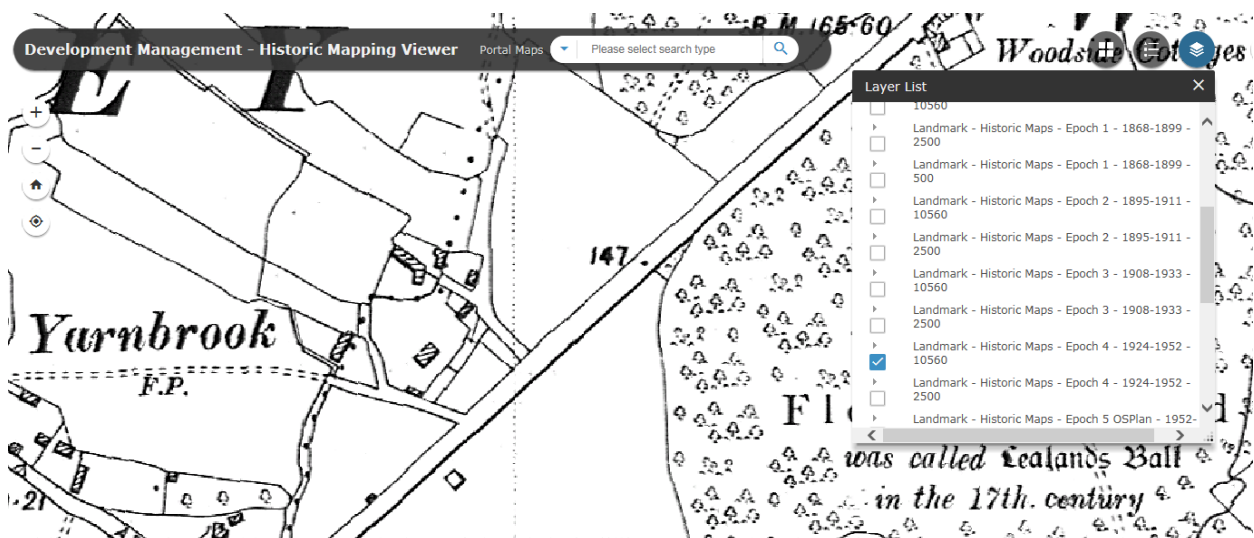 B.M. 165·60
Development Management - Historic Mapping Viewer
Portal Maps
Please select search type
E Y
Woodside Cottages
Layer List
10560
Landmark - Historic Maps - Epoch 1 - 1868-1899 -
2500
Landmark - Historic Maps - Epoch 1 - 1868-1899 -
500
Landmark - Historic Maps - Epoch 2 - 1895-1911 -
10560
Landmark - Historic Maps - Epoch 2 - 1895-1911 -
2500
Landmark - Historic Maps - Epoch 3 - 1908-1933 -
10560
Landmark - Historic Maps - Epoch 3 - 1908-1933 -
2500
Landmark - Historic Maps - Epoch 4 - 1924-1952 -
10560
Landmark - Historic Maps - Epoch 4 - 1924-1952 -
2500
Landmark - Historic Maps - Epoch 5 OSPlan - 1952-
147
Yarnbrook
F.P.
was called Lealands Ball
in the 17th. century
21